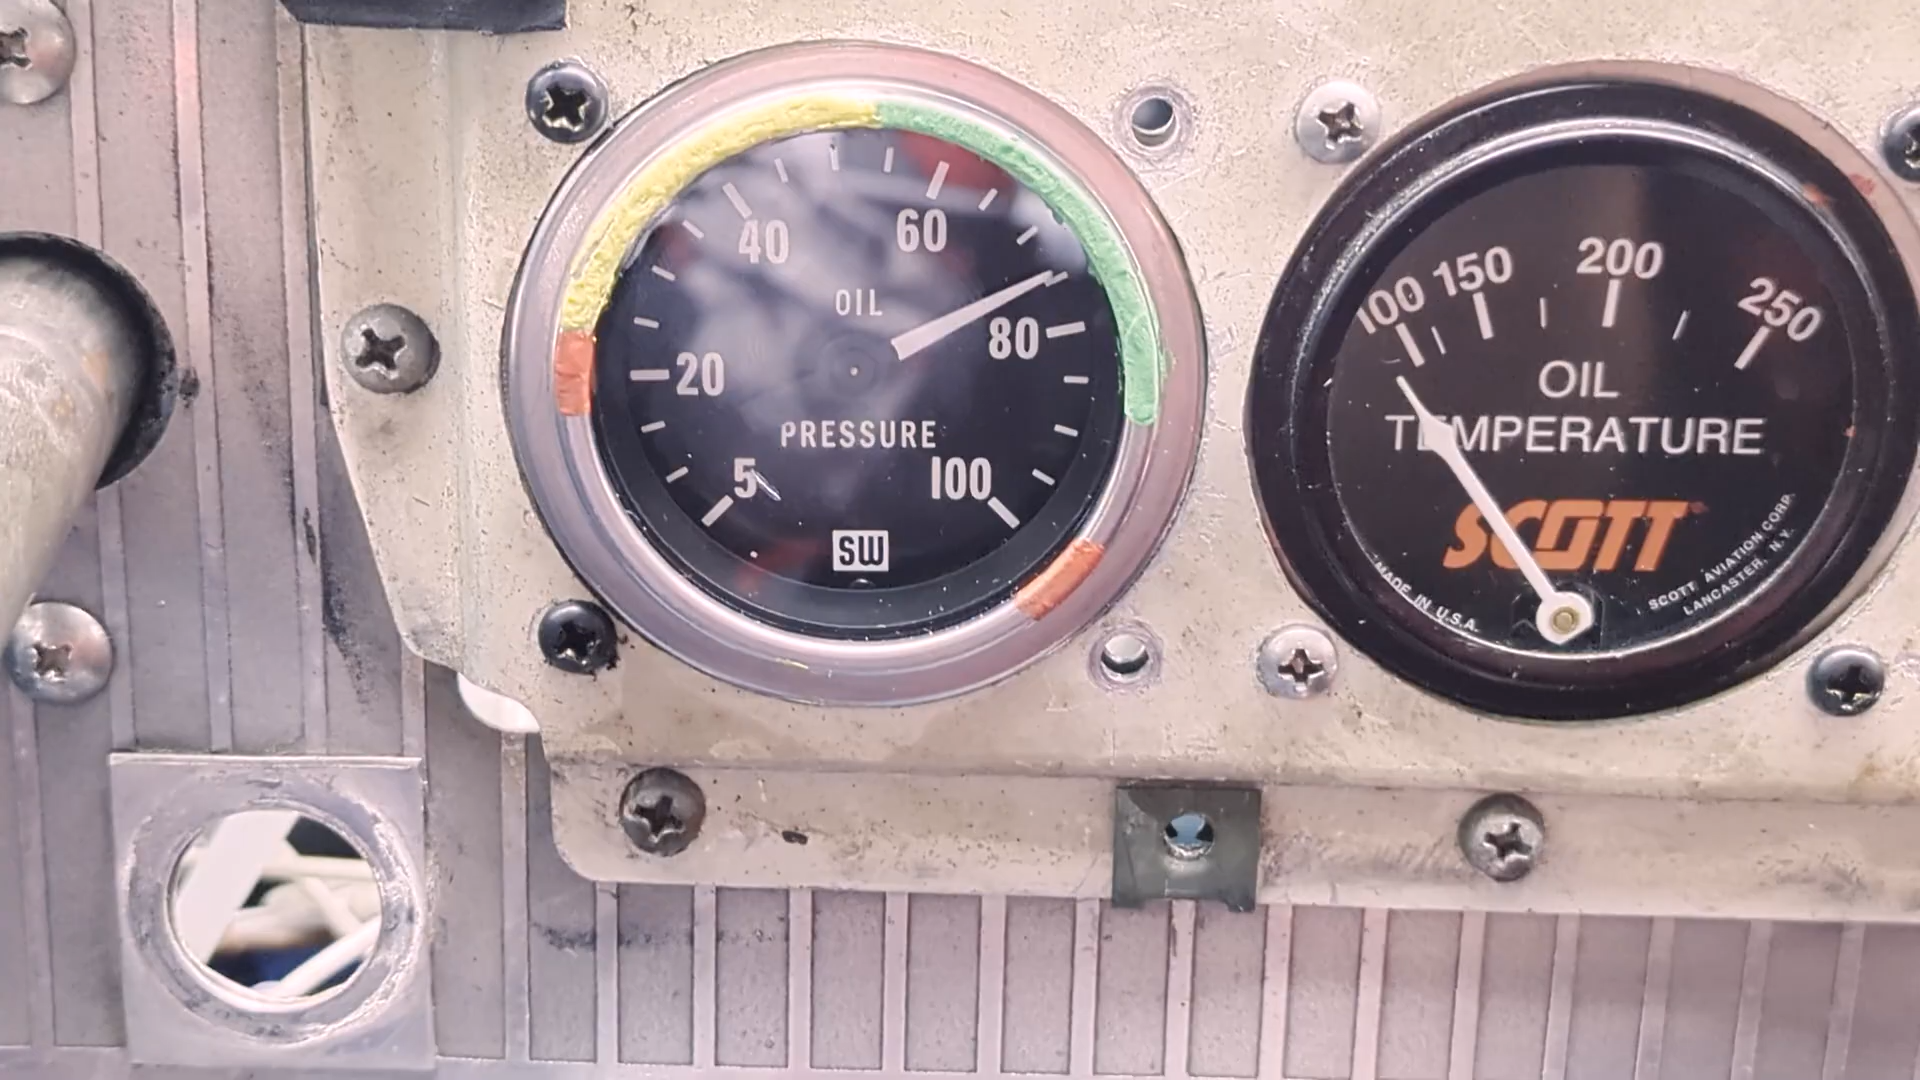 40
60
OIL
20
80
PRESSURE
5
100
SW
100
150
200
250
OIL
TEMPERATURE
SCOTT
MADE IN U.S.A.
SCOTT AVIATION CORP.
LANCASTER, N.Y.